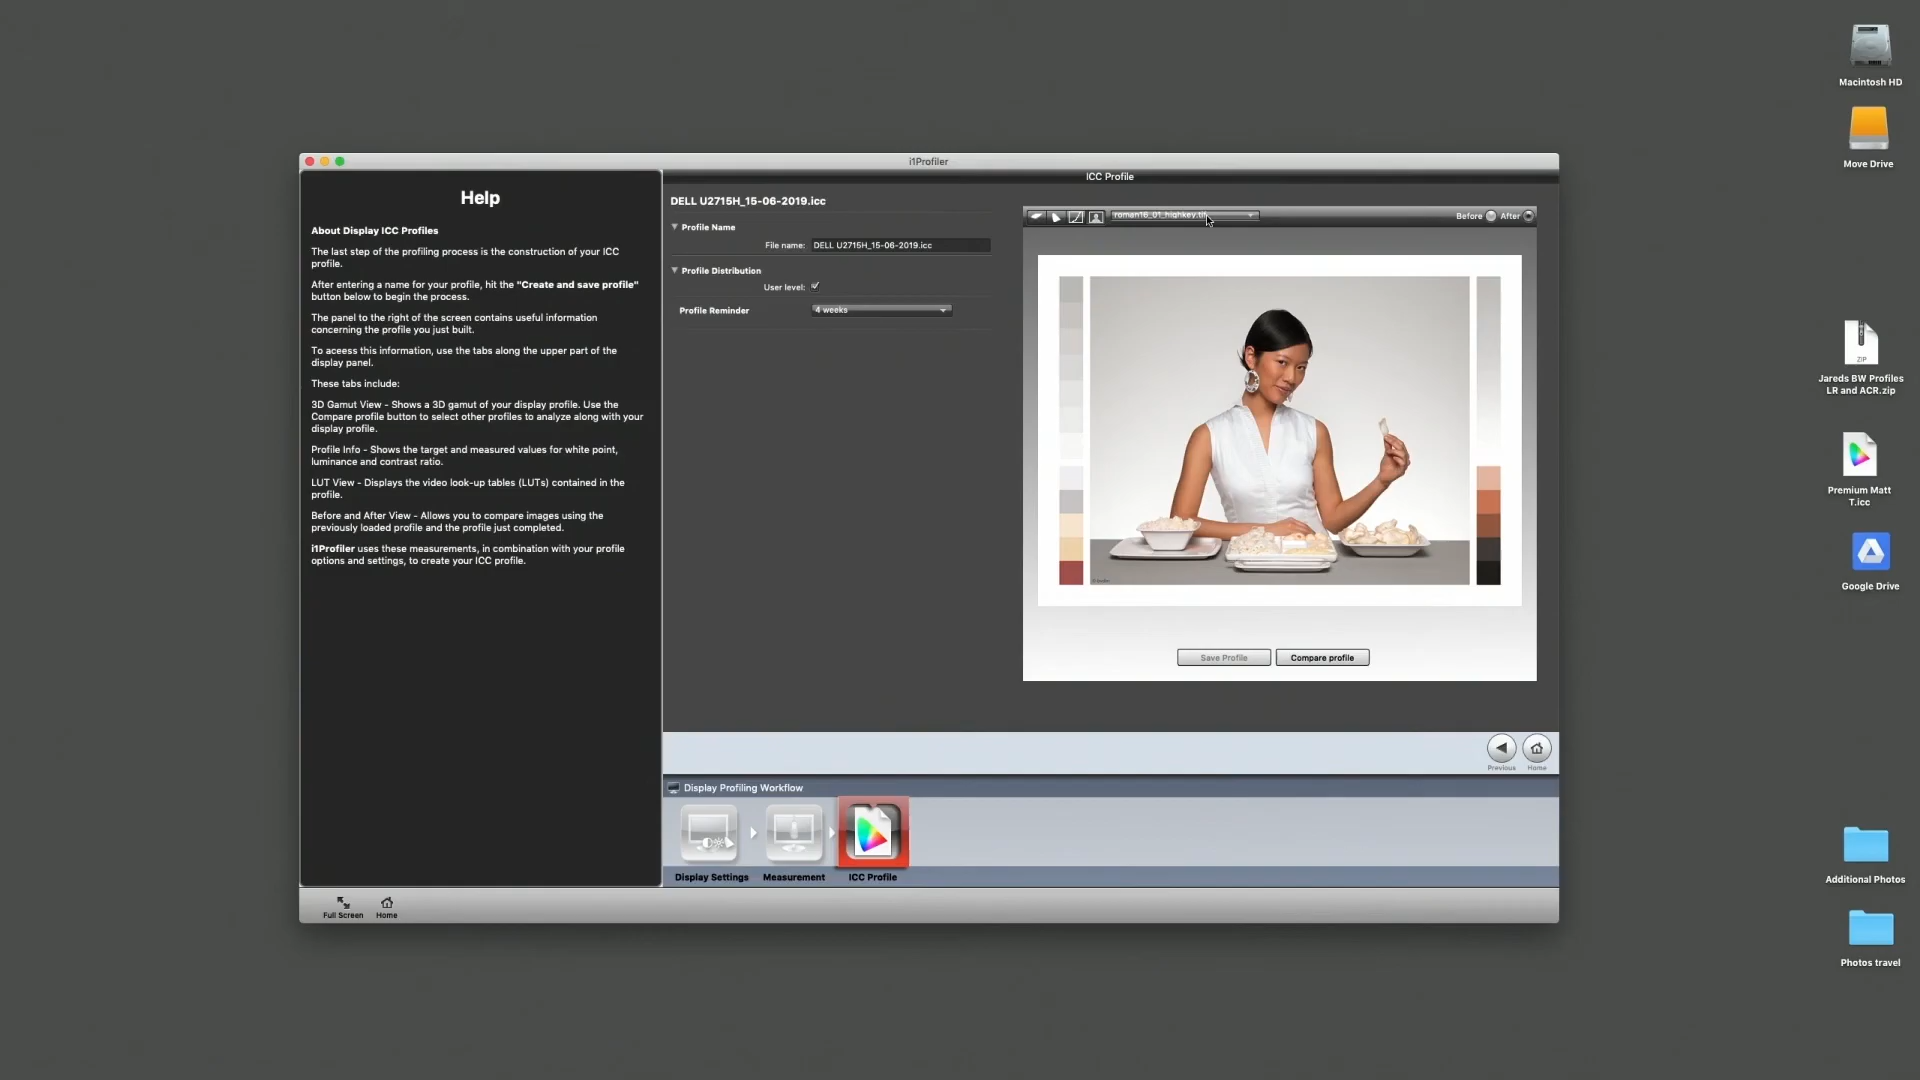 i1Profiler
Help
About Display ICC Profiles
The last step of the profiling process is the construction of your ICC
profile.
After entering a name for your profile, hit the "Create and save profile"
button below to begin the process.
The panel to the right of the screen contains useful information
concerning the profile you just built.
To aceess this information, use the tabs along the upper part of the
display panel.
These tabs include:
3D Gamut View - Shows a 3D gamut of your display profile. Use the
Compare profile button to select other profiles to analyze along with your
display profile.
Profile Info - Shows the target and measured values for white point,
luminance and contrast ratio.
LUT View - Displays the video look-up tables (LUTs) contained in the
profile.
Before and After View - Allows you to compare images using the
previously loaded profile and the profile just completed.
i1Profiler uses these measurements, in combination with your profile
options and settings, to create your ICC profile.
Full Screen
Home
ICC Profile
DELL U2715H_15-06-2019.icc
Profile Name
File name: DELL U2715H_15-06-2019.icc
Profile Distribution
User level:
Profile Reminder 4 weeks
roman16_01_highkey.tif
Before After
Save Profile
Compare profile
Previous
Home
Display Profiling Workflow
Display Settings
Measurement
ICC Profile
Macintosh HD
Move Drive
ZIP
Jareds BW Profiles
LR and ACR.zip
Premium Matt
T.icc
Google Drive
Additional Photos
Photos travel